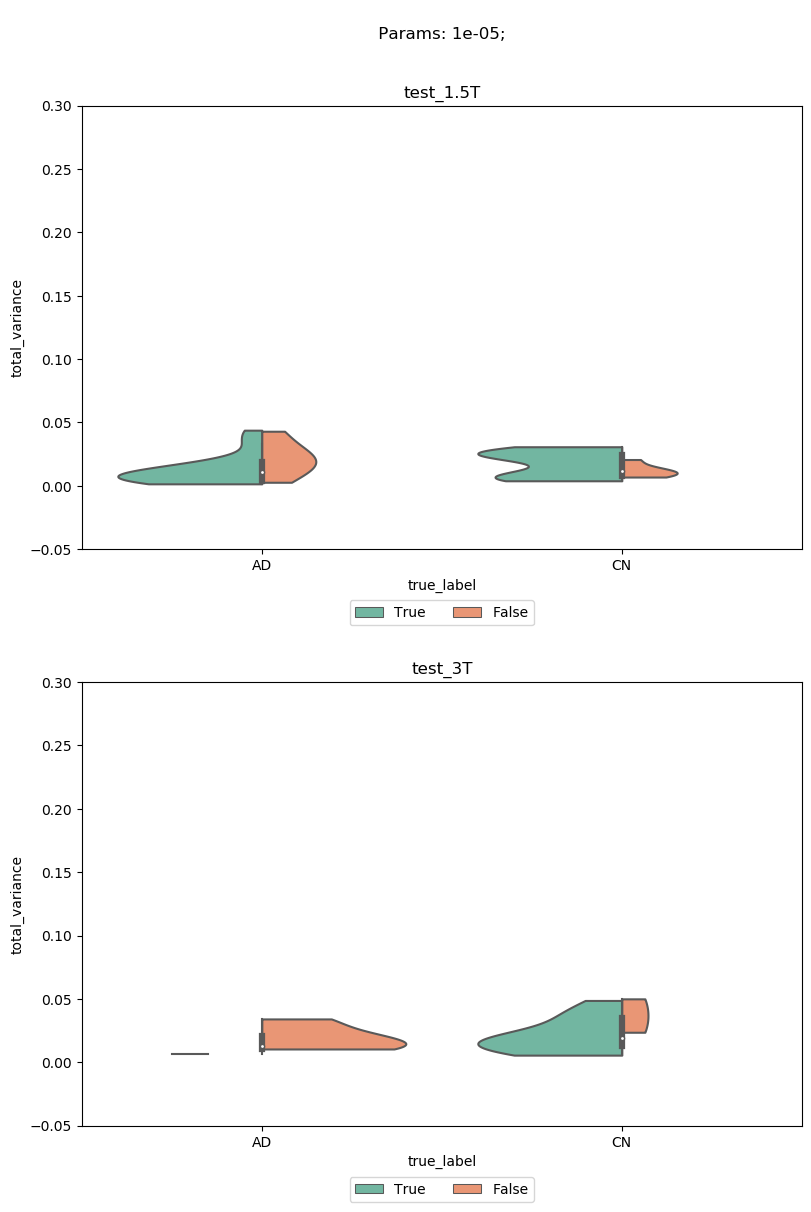 Params: 1e-05;
test_1.5T
0.30
0.25
0.20
0.15
0.10
0.05
0.00
−0.05
total_variance
AD CN
true_label
True False
test_3T
0.30
0.25
0.20
0.15
0.10
0.05
0.00
−0.05
total_variance
AD CN
true_label
True False